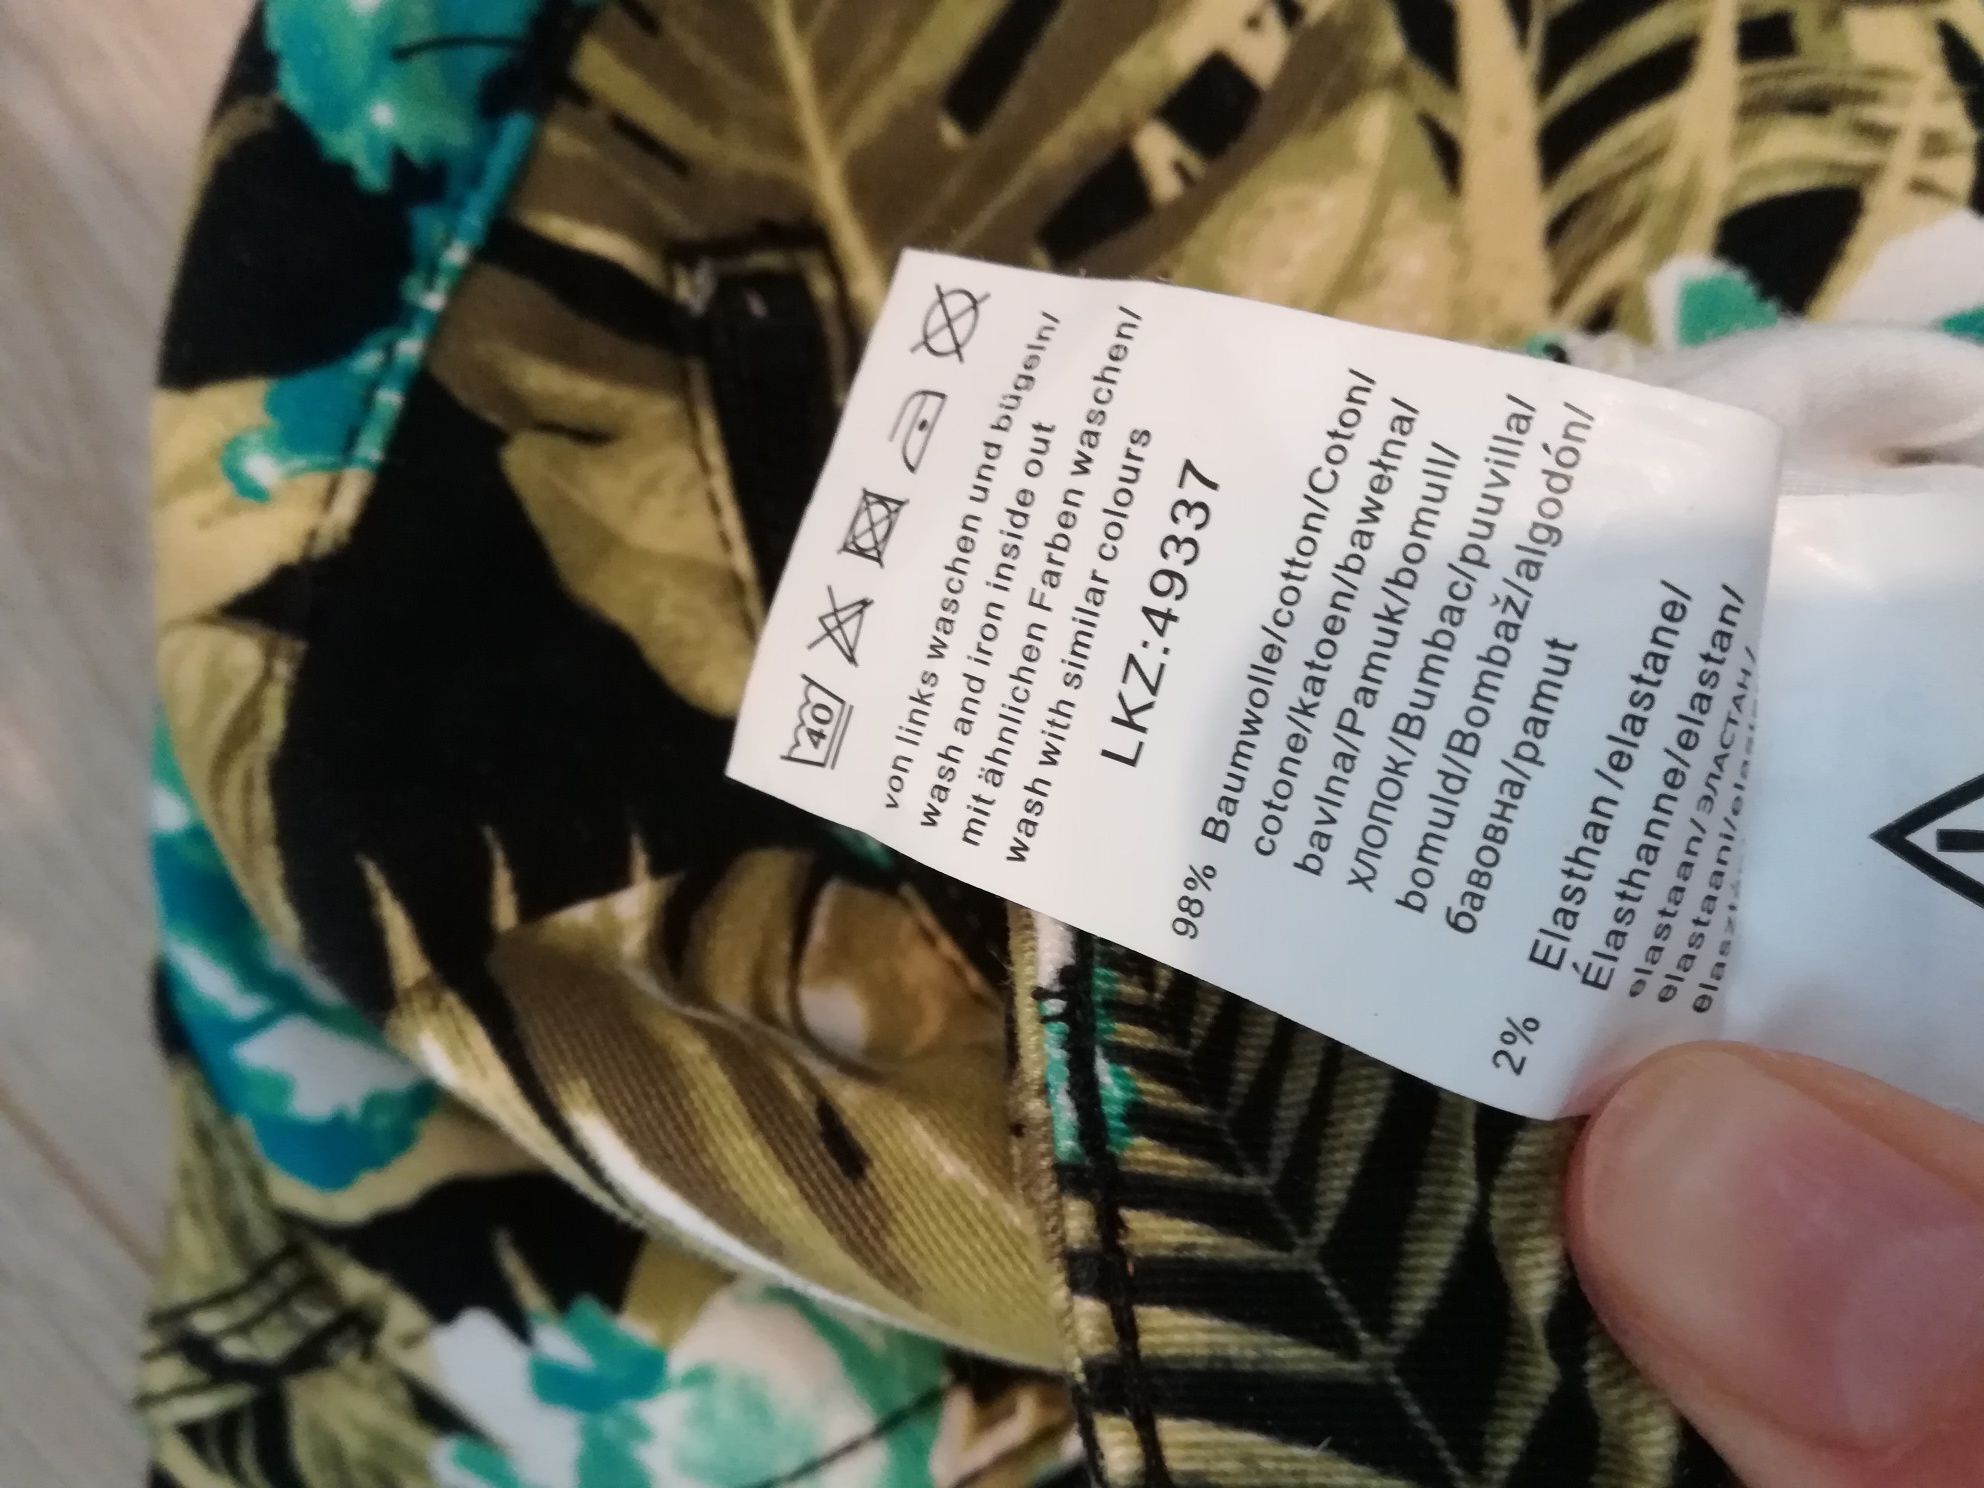 40
von links waschen und bügeln/
wash and iron inside out
mit ähnlichen Farben waschen/
wash with similar colours
LKZ:49337
98% Baumwolle/cotton/Coton/
cotone/katoen/bawełna/
bavlna/Pamuk/bomull/
хлопок/Bumbac/puuvilla/
bomuld/Bombaž/algodón/
бавовна/pamut
2% Elasthan/elastane/
Élasthanne/elastan/
elastaan/ЭЛАСТАН/
elastaani/